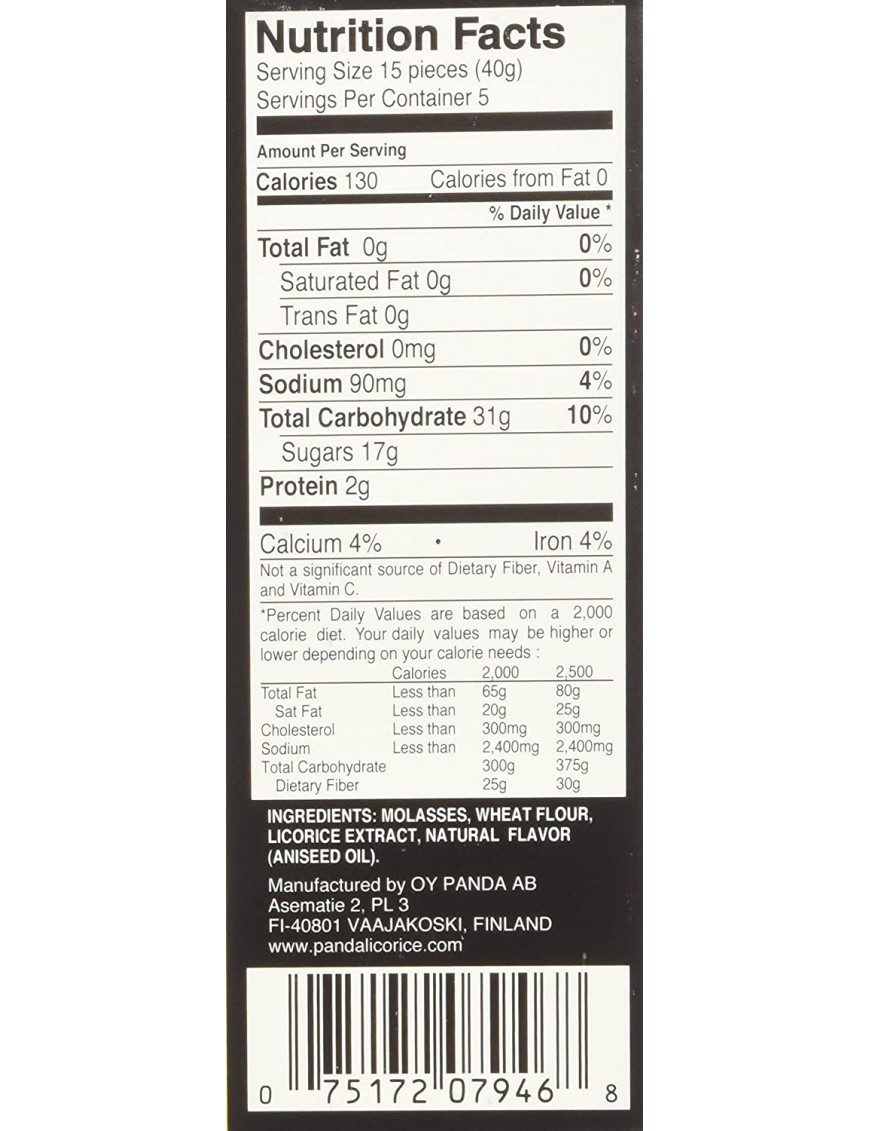 Nutrition Facts
Serving Size 15 pieces (40g)
Servings Per Container 5
Amount Per Serving
Calories 130 Calories from Fat 0
% Daily Value *
Total Fat 0g 0%
Saturated Fat 0g 0%
Trans Fat 0g
Cholesterol 0mg 0%
Sodium 90mg 4%
Total Carbohydrate 31g 10%
Sugars 17g
Protein 2g
Calcium 4% • Iron 4%
Not a significant source of Dietary Fiber, Vitamin A
and Vitamin C.
*Percent Daily Values are based on a 2,000
calorie diet. Your daily values may be higher or
lower depending on your calorie needs :
Calories 2,000 2,500
Total Fat Less than 65g 80g
Sat Fat Less than 20g 25g
Cholesterol Less than 300mg 300mg
Sodium Less than 2,400mg 2,400mg
Total Carbohydrate 300g 375g
Dietary Fiber 25g 30g
INGREDIENTS: MOLASSES, WHEAT FLOUR,
LICORICE EXTRACT, NATURAL FLAVOR
(ANISEED OIL).
Manufactured by OY PANDA AB
Asematie 2, PL 3
FI-40801 VAAJAKOSKI, FINLAND
www.pandalicorice.com
0 75172 07946 8